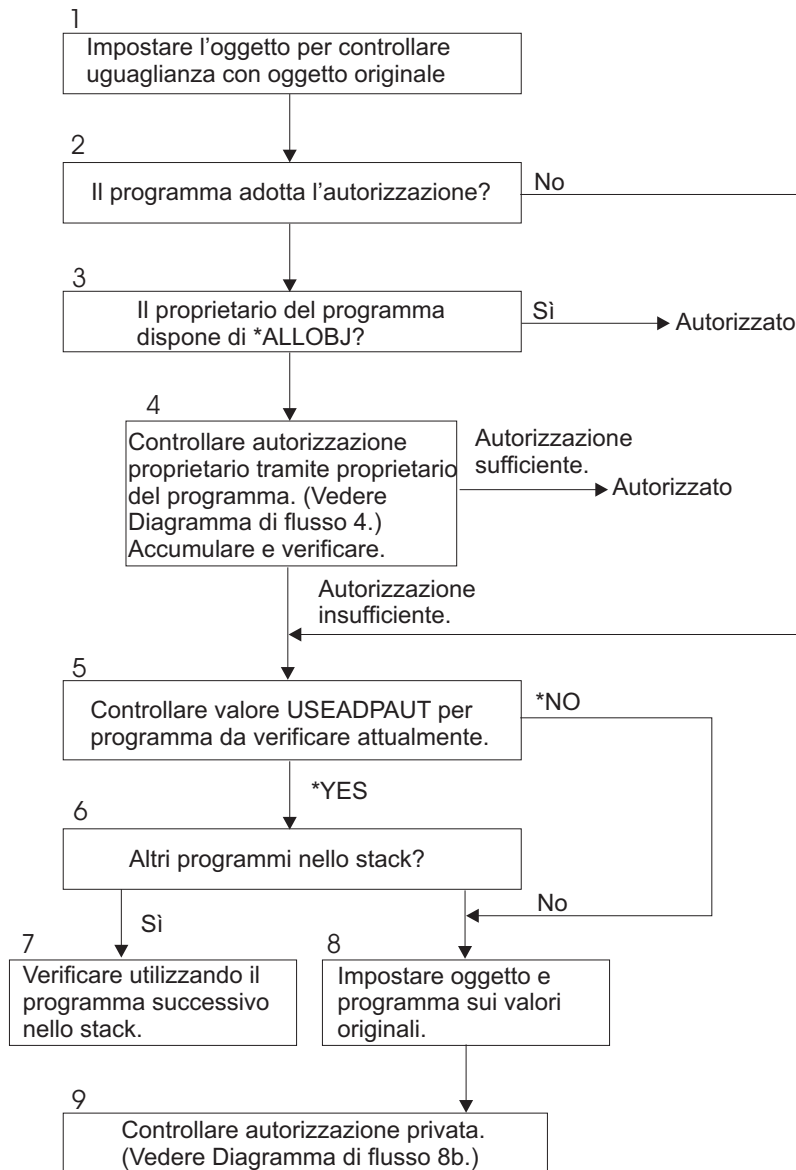 1
Impostare l'oggetto per controllare
uguaglianza con oggetto originale
2
Il programma adotta l'autorizzazione?
No
3
Il proprietario del programma
dispone di *ALLOBJ?
Sì
Autorizzato
4
Controllare autorizzazione
proprietario tramite proprietario
del programma. (Vedere
Diagramma di flusso 4.)
Accumulare e verificare.
Autorizzazione
sufficiente.
Autorizzato
Autorizzazione
insufficiente.
5
Controllare valore USEADPAUT per
programma da verificare attualmente.
*NO
*YES
6
Altri programmi nello stack?
Sì
No
7
Verificare utilizzando il
programma successivo
nello stack.
8
Impostare oggetto e
programma sui valori
originali.
9
Controllare autorizzazione privata.
(Vedere Diagramma di flusso 8b.)